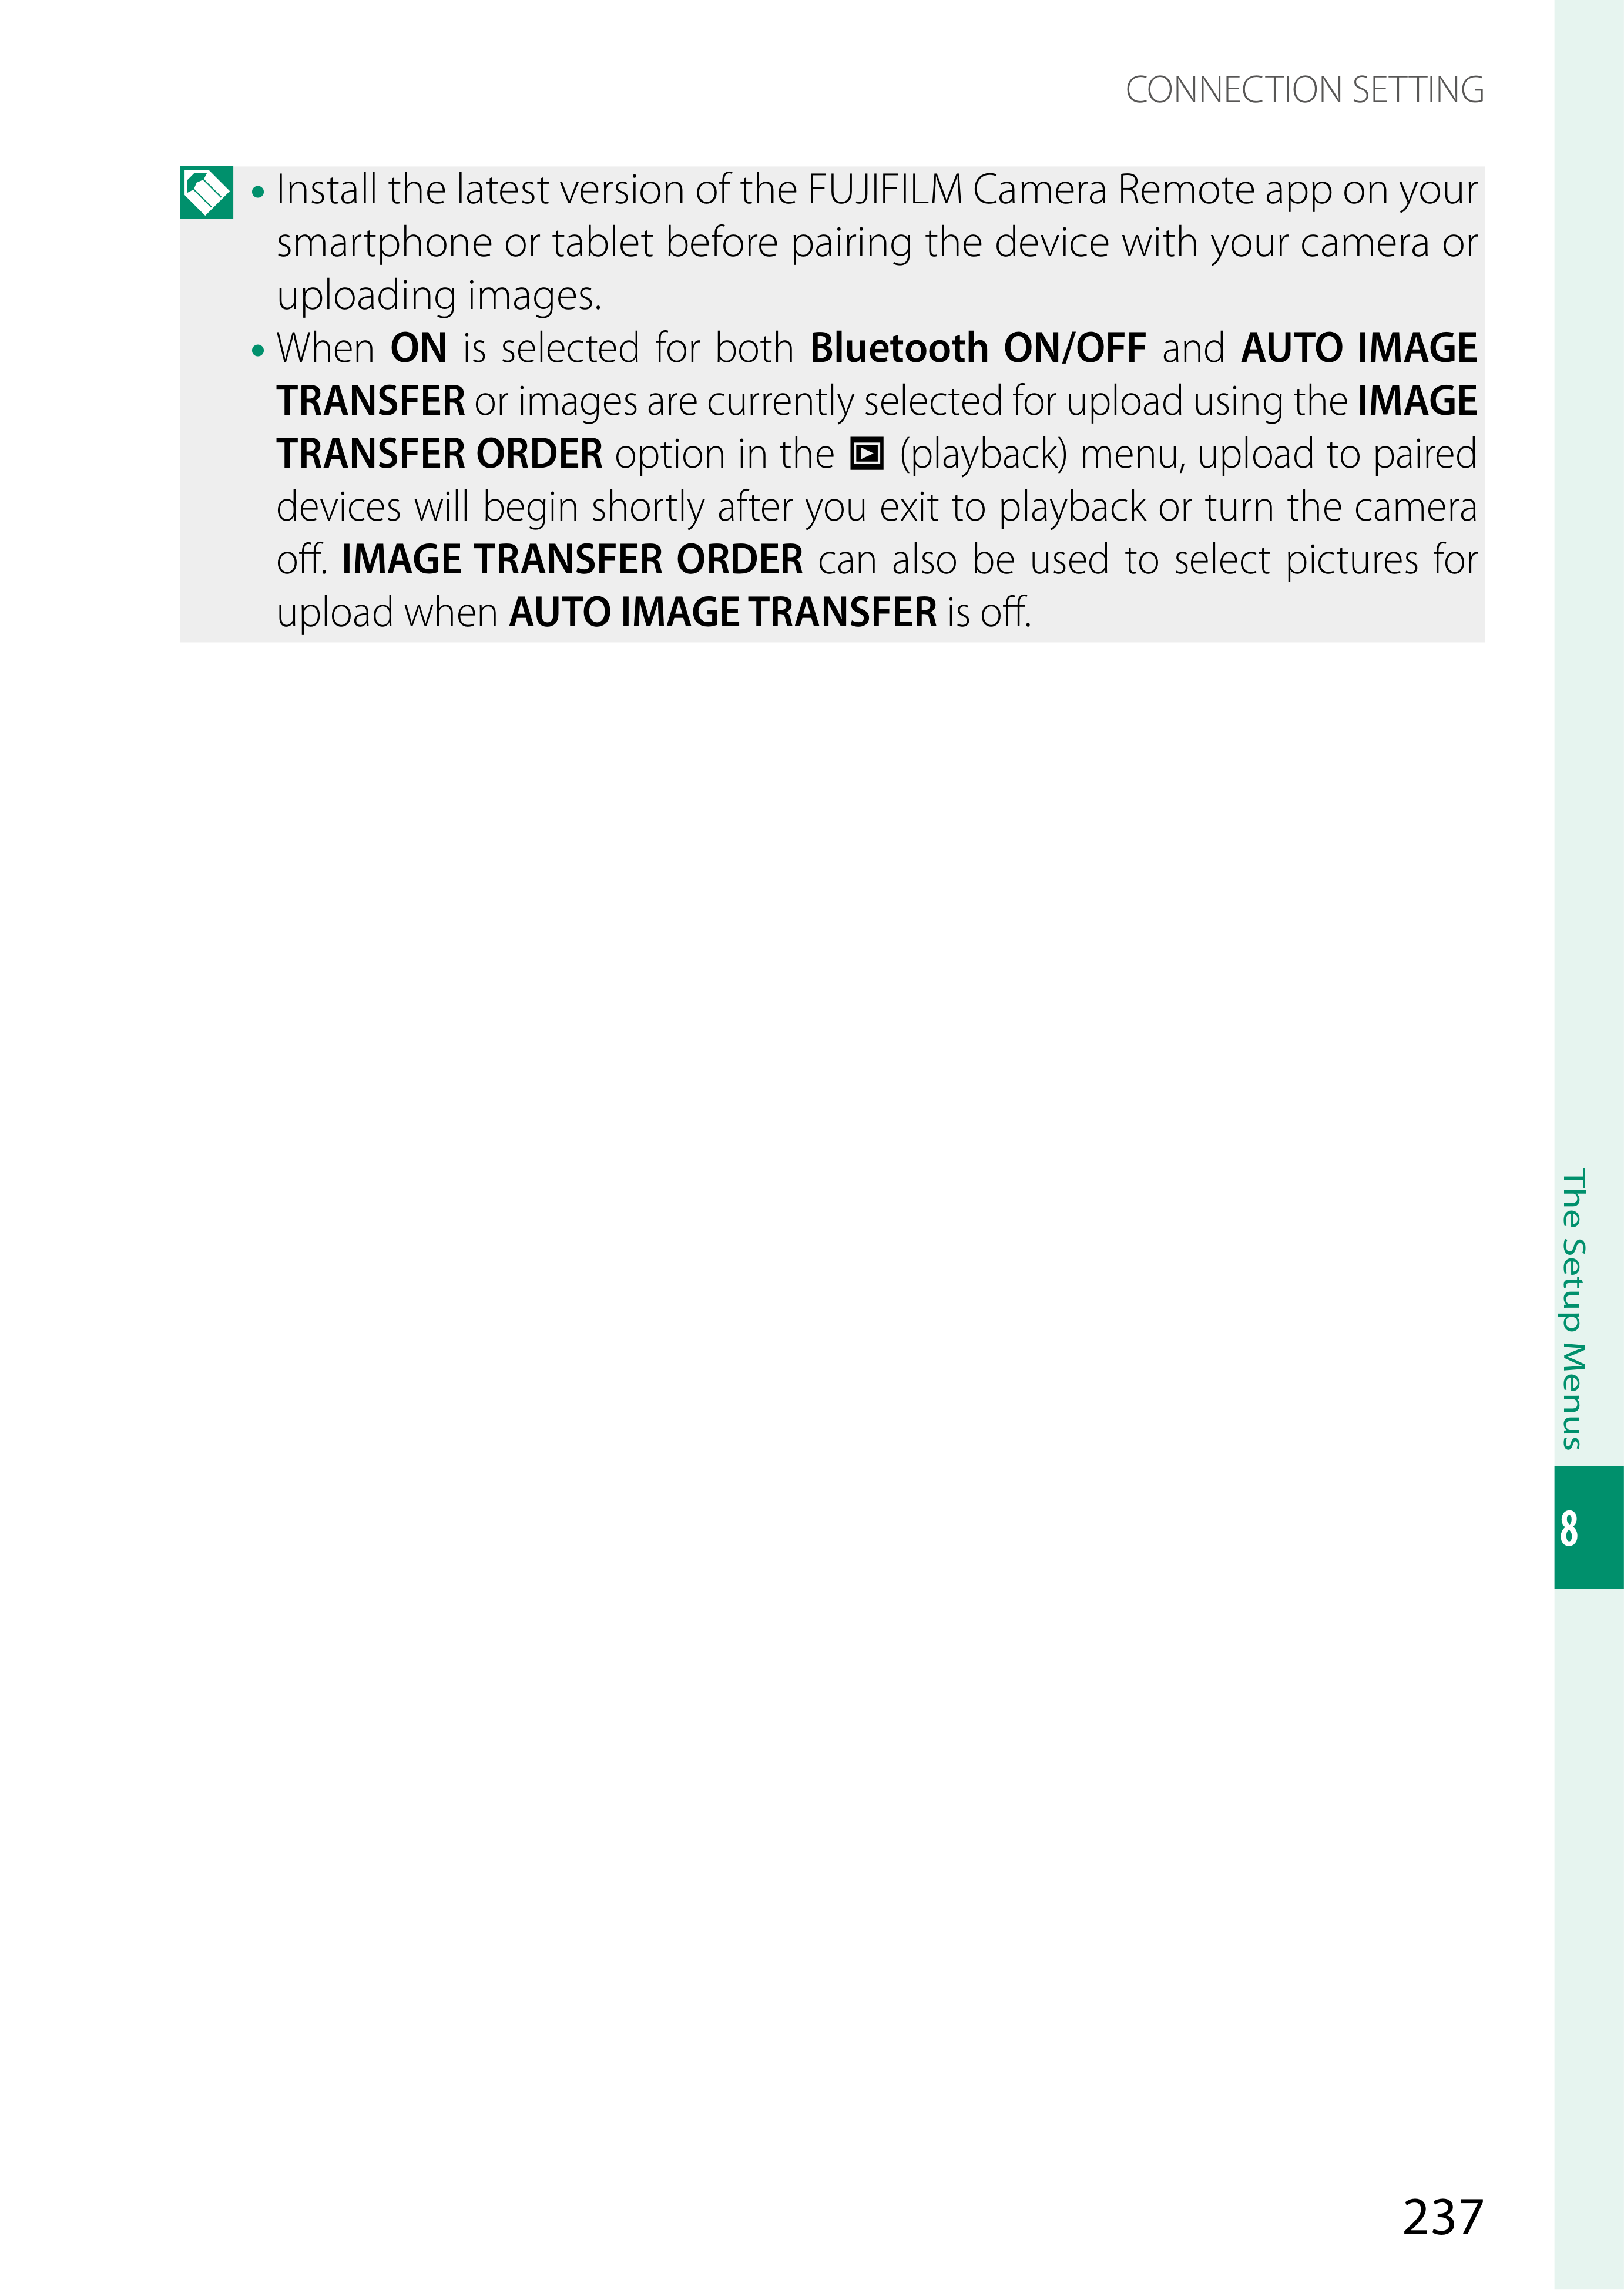 CONNECTION SETTING
• Install the latest version of the FUJIFILM Camera Remote app on your
smartphone or tablet before pairing the device with your camera or
uploading images.
• When ON is selected for both Bluetooth ON/OFF and AUTO IMAGE
TRANSFER or images are currently selected for upload using the IMAGE
TRANSFER ORDER option in the (playback) menu, upload to paired
devices will begin shortly after you exit to playback or turn the camera
off. IMAGE TRANSFER ORDER can also be used to select pictures for
upload when AUTO IMAGE TRANSFER is off.
The Setup Menus
8
237